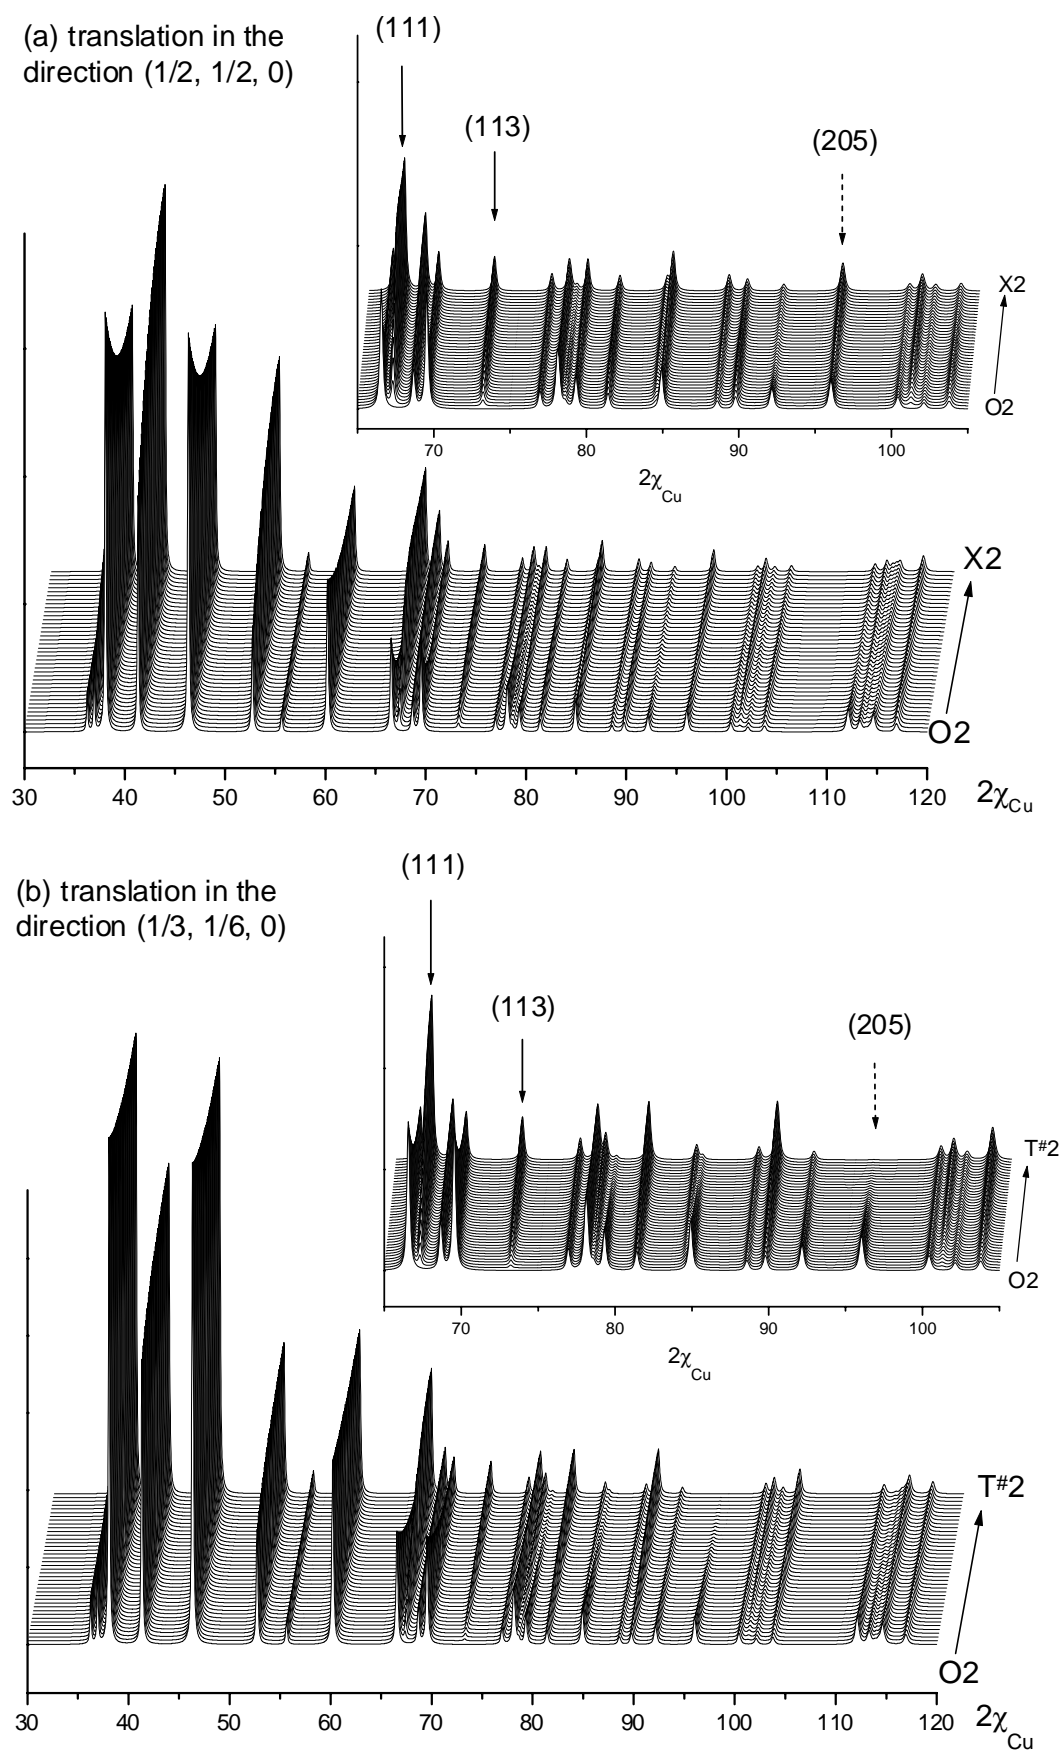 (a) translation in the
direction (1/2, 1/2, 0)
(111)
(113)
(205)
X2
O2
70
80
90
100
2χCu
X2
O2
30
40
50
60
70
80
90
100
110
120
2χCu
(b) translation in the
direction (1/3, 1/6, 0)
(111)
(113)
(205)
T#2
O2
70
80
90
100
2χCu
T#2
O2
30
40
50
60
70
80
90
100
110
120
2χCu